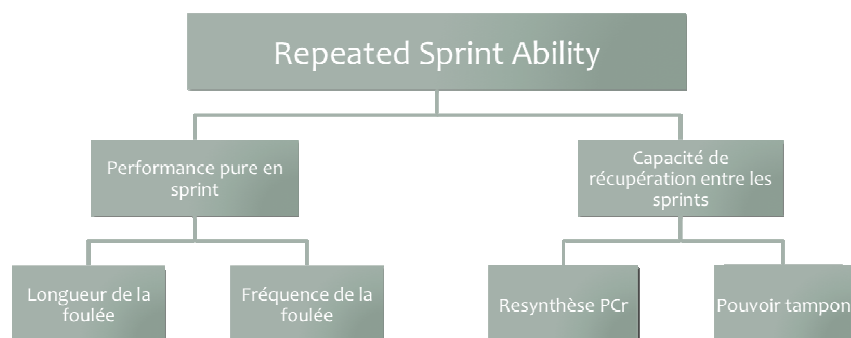 Repeated Sprint Ability
Performance pure en
sprint
Capacité de
récupération entre les
sprints
Longueur de la
foulée
Fréquence de la
foulée
Resynthèse PCr
Pouvoir tampon